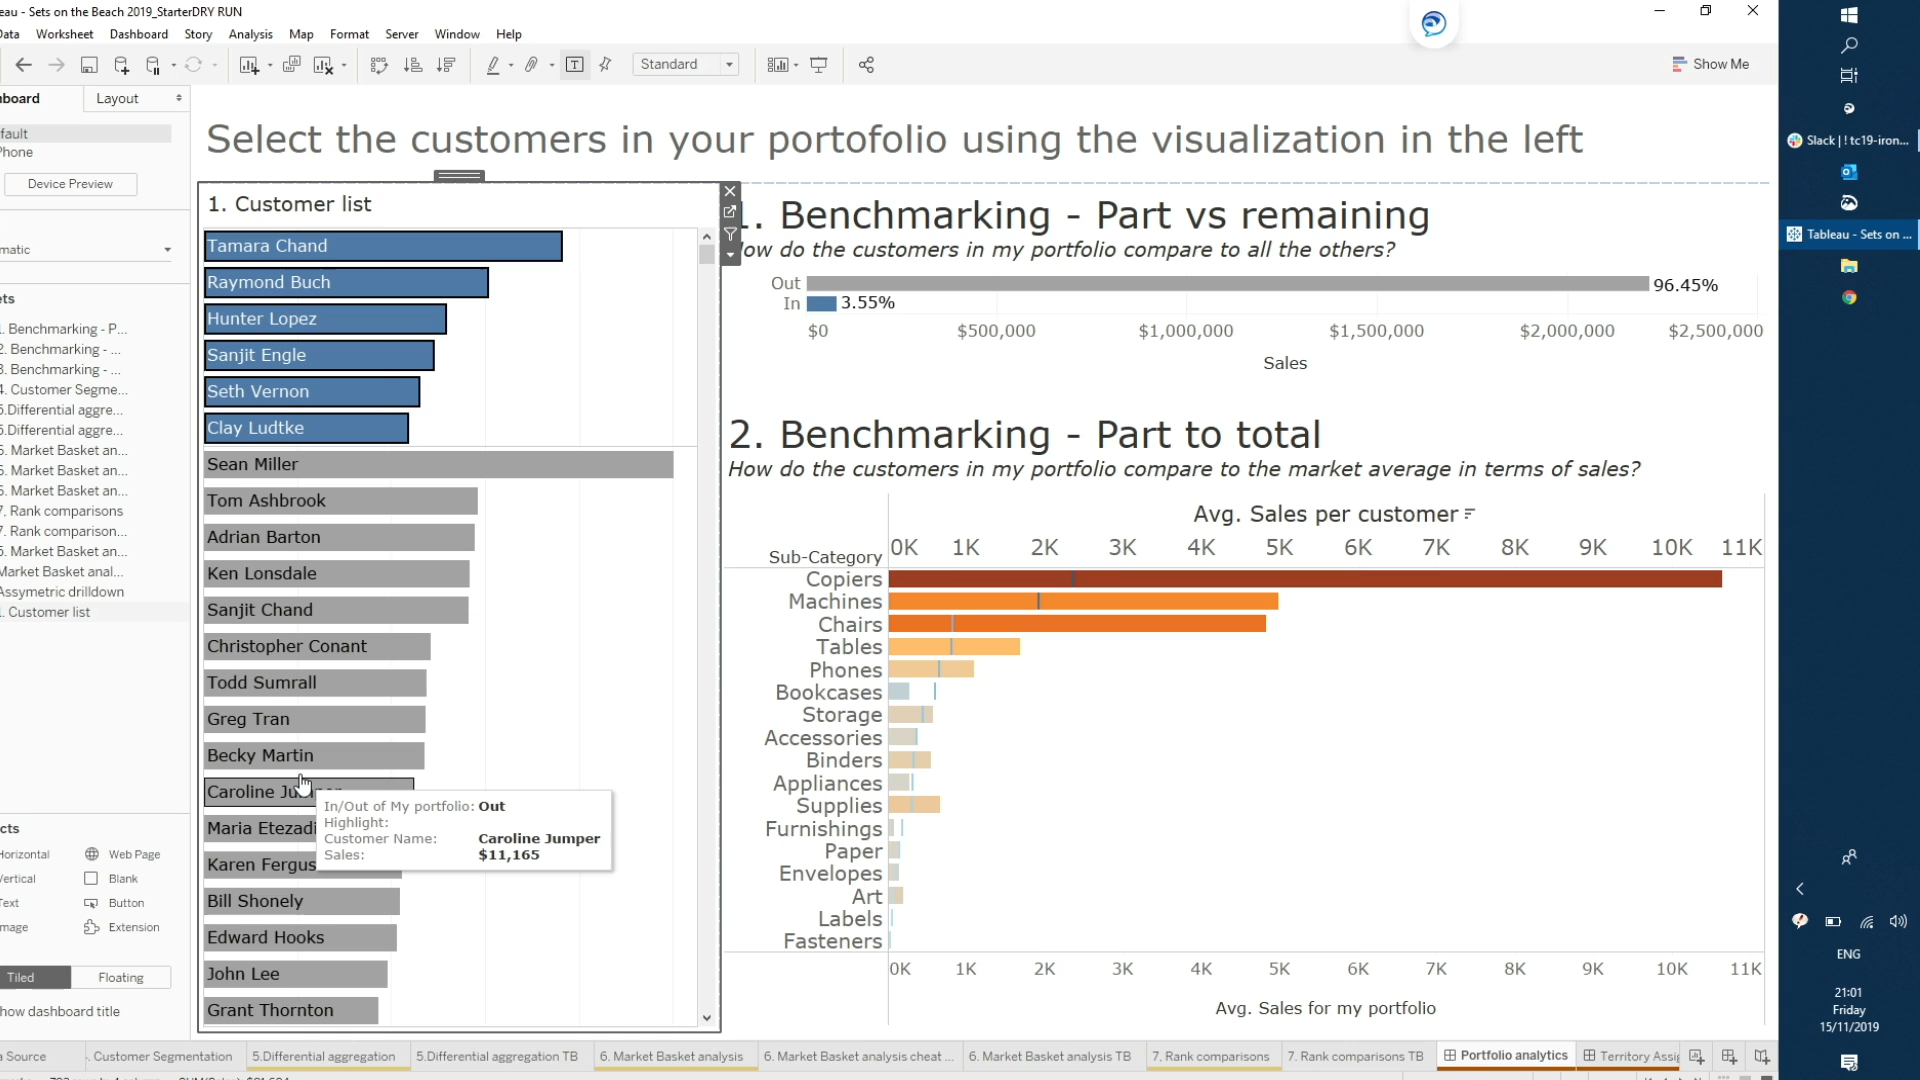 eau - Sets on the Beach 2019_StarterDRY RUN
Data Worksheet Dashboard Story Analysis Map Format Server Window Help
Standard
Show Me
board Layout
fault
Phone
Device Preview
matic
ets
. Benchmarking - P...
2. Benchmarking - ...
3. Benchmarking - ...
4. Customer Segme...
5.Differential aggre...
5.Differential aggre...
6. Market Basket an...
6. Market Basket an...
6. Market Basket an...
7. Rank comparisons
7. Rank comparison...
6. Market Basket an...
Market Basket anal...
Assymetric drilldown
. Customer list
cts
Horizontal Web Page
Vertical Blank
Text Button
mage Extension
Tiled Floating
how dashboard title
Select the customers in your portofolio using the visualization in the left
1. Customer list
Tamara Chand
Raymond Buch
Hunter Lopez
Sanjit Engle
Seth Vernon
Clay Ludtke
Sean Miller
Tom Ashbrook
Adrian Barton
Ken Lonsdale
Sanjit Chand
Christopher Conant
Todd Sumrall
Greg Tran
Becky Martin
Caroline
Maria Etezadi
Karen Fergus
Bill Shonely
Edward Hooks
John Lee
Grant Thornton
In/Out of My portfolio: Out
Highlight:
Customer Name: Caroline Jumper
Sales: $11,165
1. Benchmarking - Part vs remaining
ow do the customers in my portfolio compare to all the others?
Out 96.45%
In 3.55%
$0 $500,000 $1,000,000 $1,500,000 $2,000,000 $2,500,000
Sales
2. Benchmarking - Part to total
How do the customers in my portfolio compare to the market average in terms of sales?
Avg. Sales per customer
Sub-Category 0K 1K 2K 3K 4K 5K 6K 7K 8K 9K 10K 11K
Copiers
Machines
Chairs
Tables
Phones
Bookcases
Storage
Accessories
Binders
Appliances
Supplies
Furnishings
Paper
Envelopes
Art
Labels
Fasteners
0K 1K 2K 3K 4K 5K 6K 7K 8K 9K 10K 11K
Avg. Sales for my portfolio
a Source . Customer Segmentation 5.Differential aggregation 5.Differential aggregation TB 6. Market Basket analysis 6. Market Basket analysis cheat ... 6. Market Basket analysis TB 7. Rank comparisons 7. Rank comparisons TB Portfolio analytics Territory Assig
Slack | ! tc19-iron...
Tableau - Sets on ...
ENG
21:01
Friday
15/11/2019